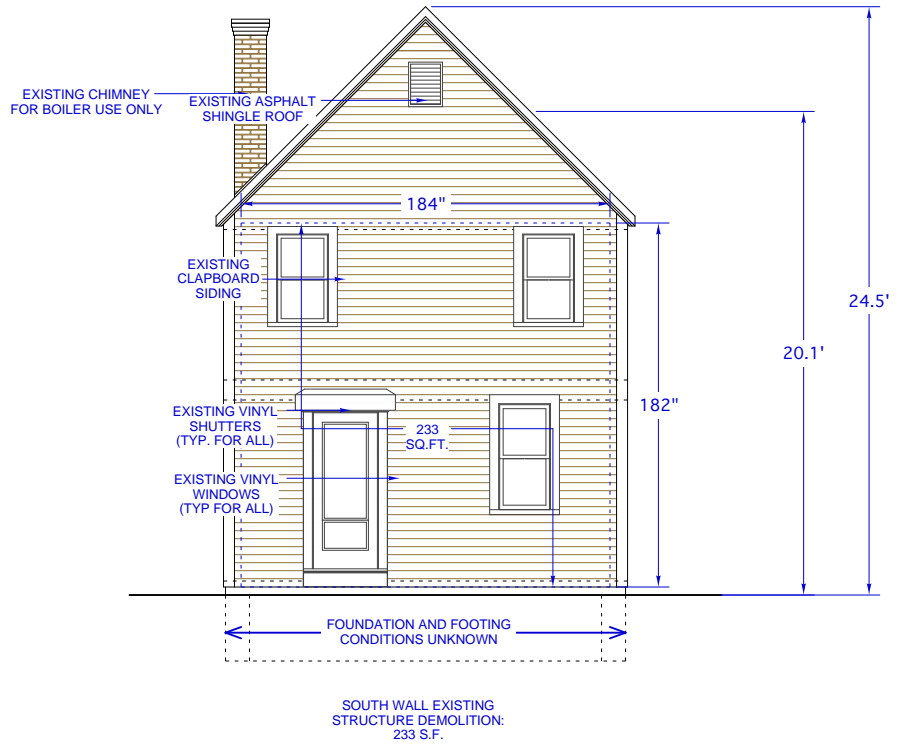 EXISTING CHIMNEY
FOR BOILER USE ONLY
EXISTING ASPHALT
SHINGLE ROOF
184"
EXISTING
CLAPBOARD
SIDING
24.5'
20.1'
182"
EXISTING VINYL
SHUTTERS
(TYP. FOR ALL)
233
SQ.FT.
EXISTING VINYL
WINDOWS
(TYP FOR ALL)
FOUNDATION AND FOOTING
CONDITIONS UNKNOWN
SOUTH WALL EXISTING
STRUCTURE DEMOLITION:
233 S.F.